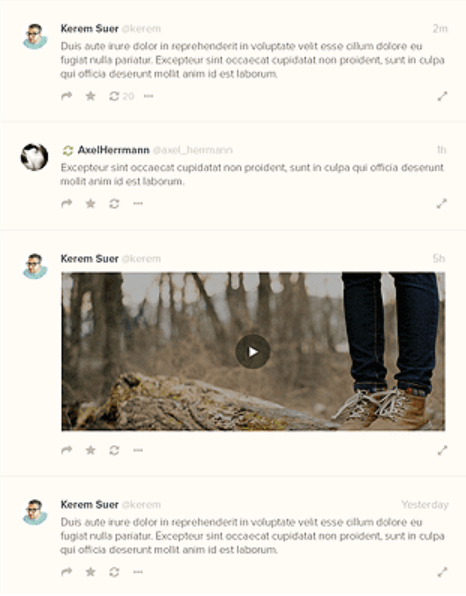 Kerem Suer @kerem 2m
Duis aute irure dolor in reprehenderit in voluptate velit esse cillum dolore eu
fugiat nulla pariatur. Excepteur sint occaecat cupidatat non proident, sunt in culpa
qui officia deserunt mollit anim id est laborum.
20
AxelHerrmann @axel_herrmann 1h
Excepteur sint occaecat cupidatat non proident, sunt in culpa qui officia deserunt
mollit anim id est laborum.
Kerem Suer @kerem 5h
Kerem Suer @kerem Yesterday
Duis aute irure dolor in reprehenderit in voluptate velit esse cillum dolore eu
fugiat nulla pariatur. Excepteur sint occaecat cupidatat non proident, sunt in culpa
qui officia deserunt mollit anim id est laborum.